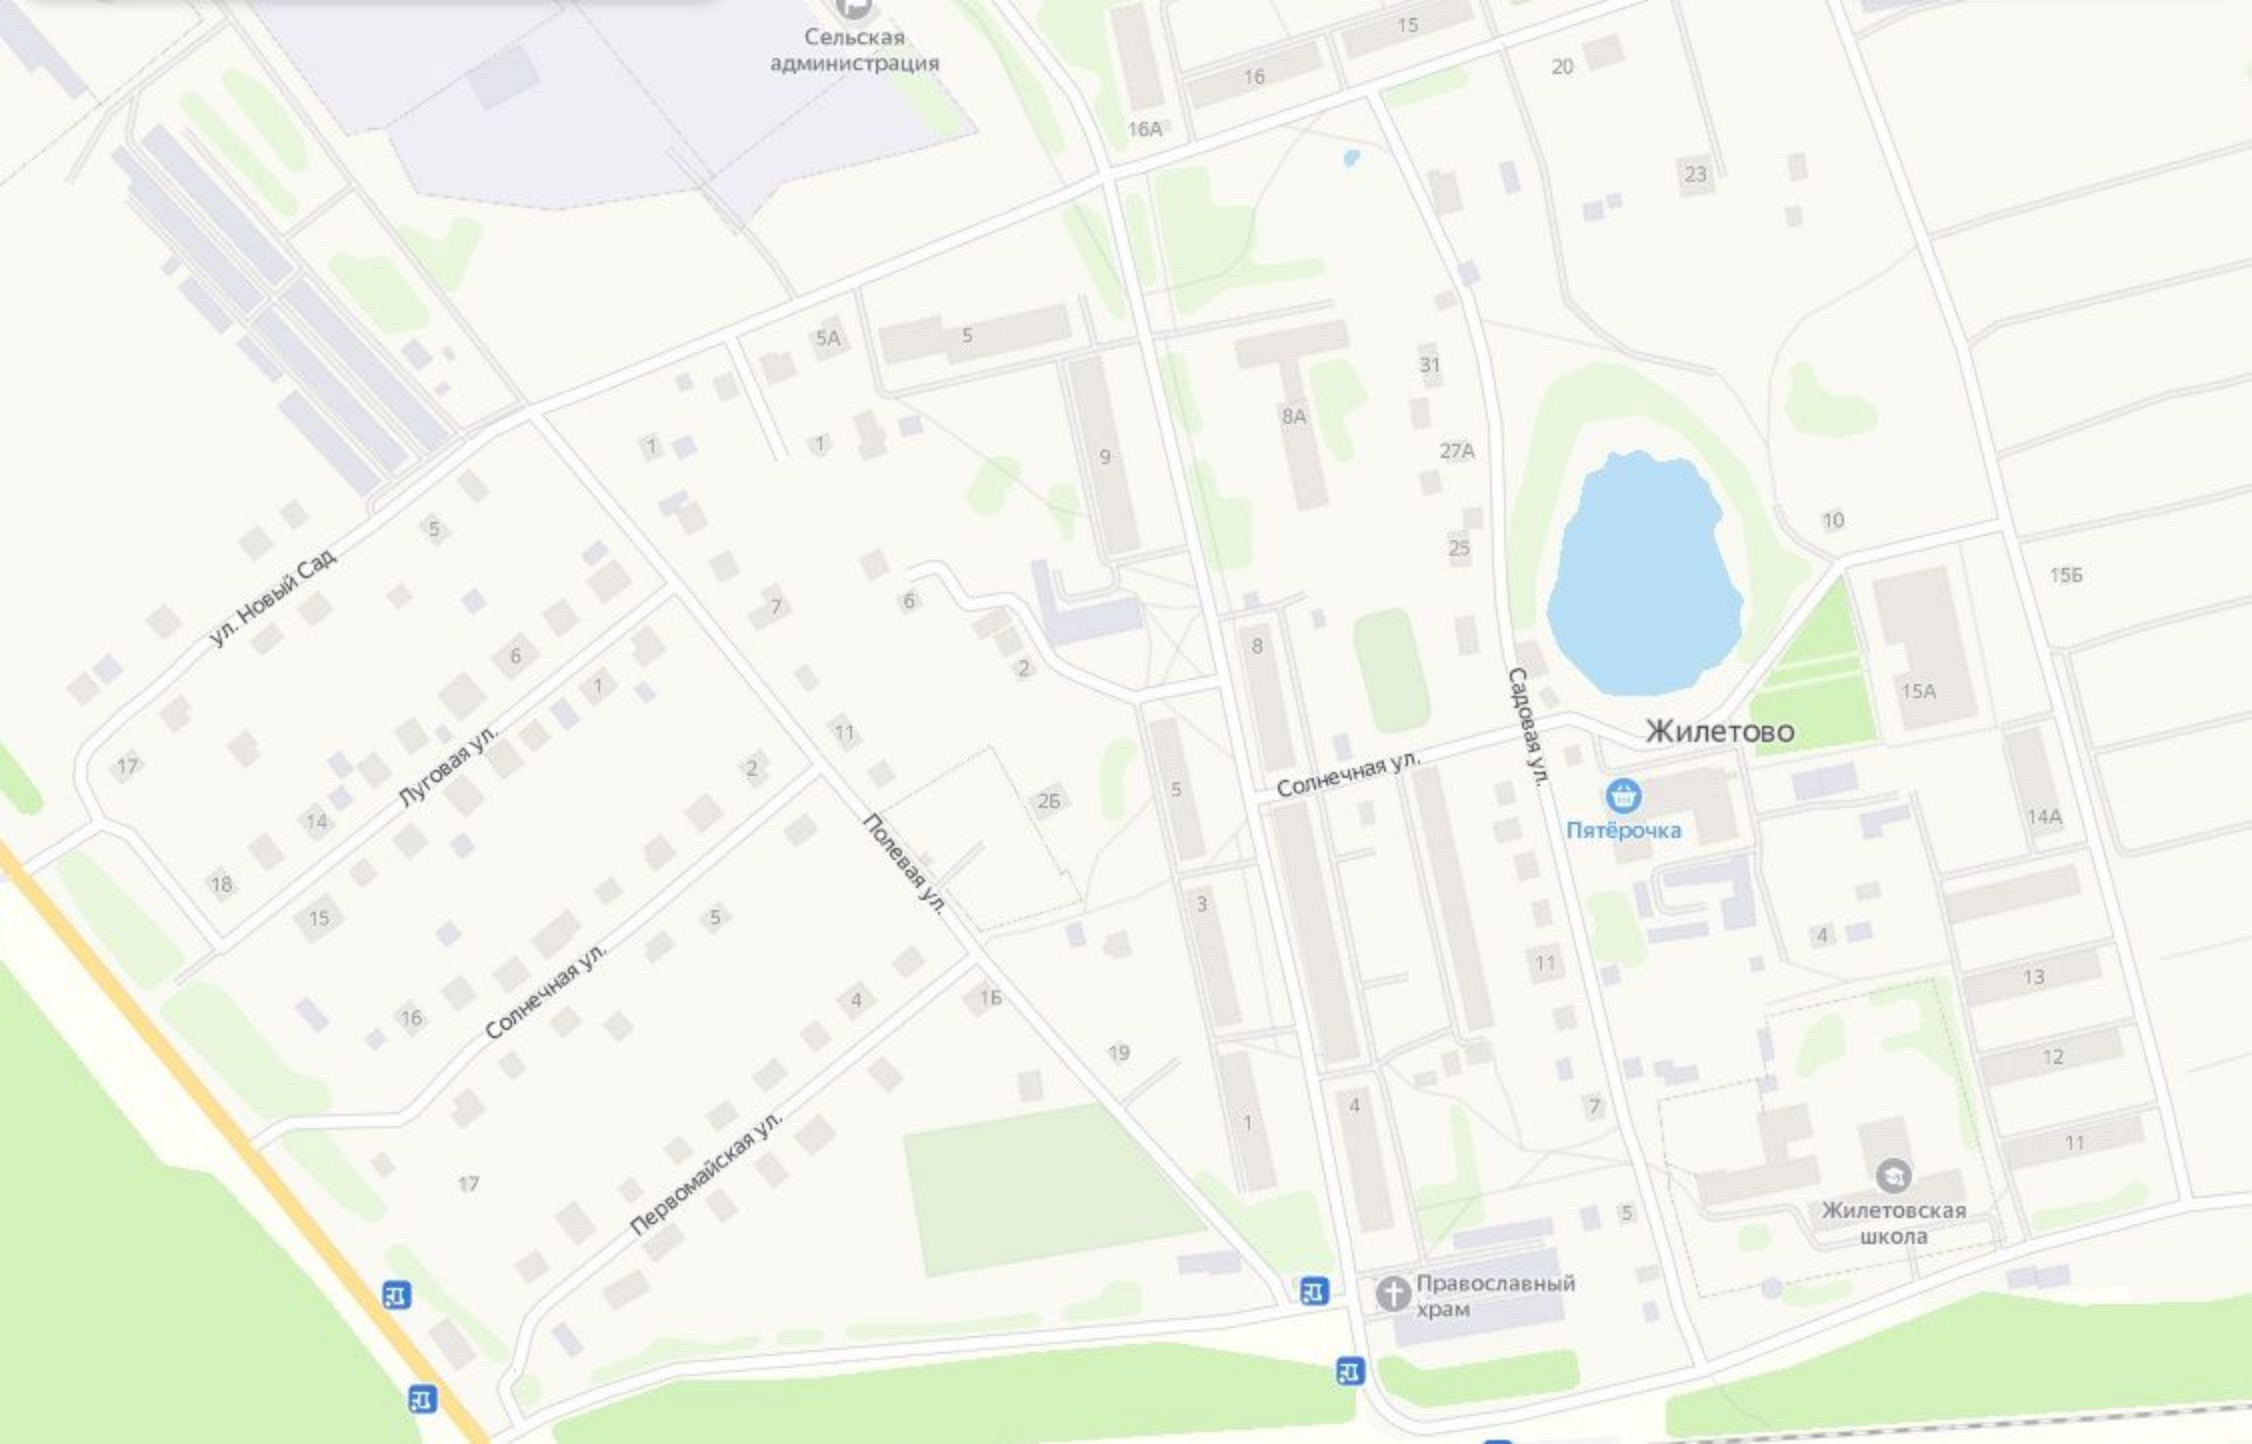 Сельская
администрация
15
16
20
16А
23
5А
5
31
1
1
8А
27А
9
5
10
25
15Б
ул. Новый Сад
7
6
8
6
2
1
15А
Садовая ул.
Жилетово
11
17
2
Луговая ул.
Солнечная ул.
5
2Б
14
14А
Пятёрочка
Полевая ул.
18
3
15
5
4
11
13
16
Солнечная ул.
4
1Б
19
12
4
7
1
11
Первомайская ул.
17
5
Жилетовская
школа
Православный
храм